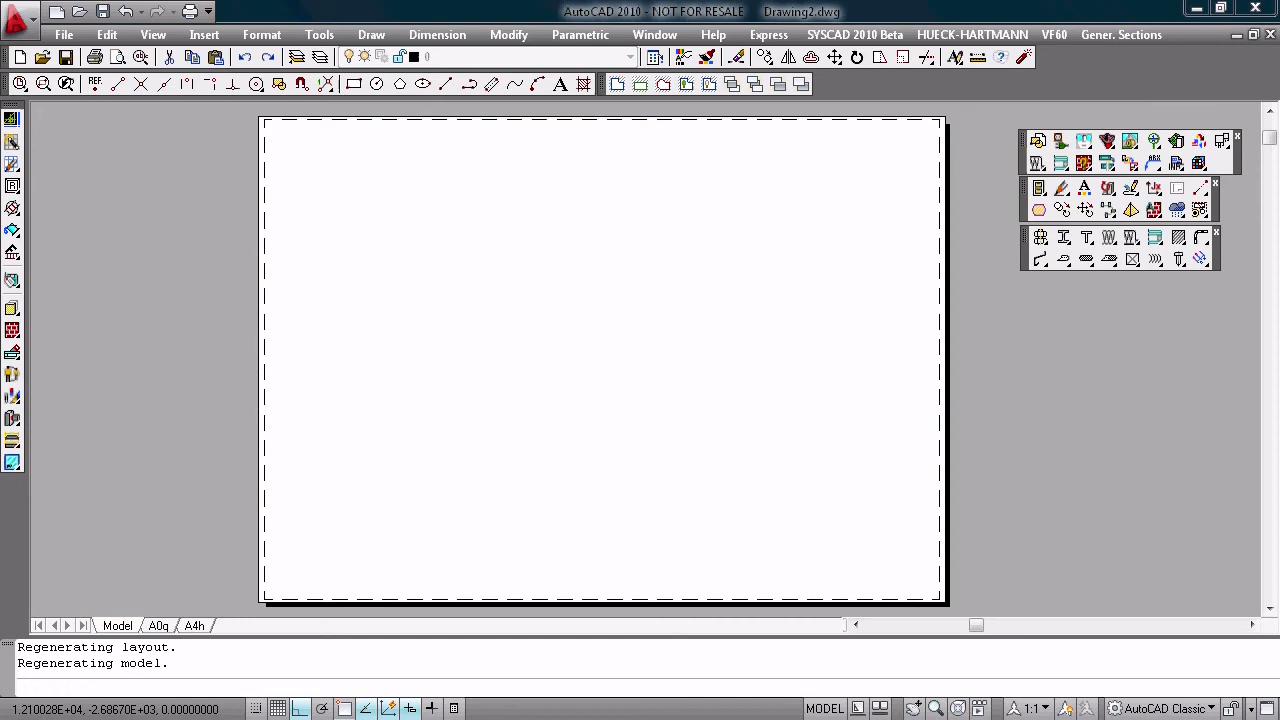 AutoCAD 2010 - NOT FOR RESALE Drawing2.dwg
File Edit View Insert Format Tools Draw Dimension Modify Parametric Window Help Express SYSCAD 2010 Beta HUECK-HARTMANN VF60 Gener. Sections
0
REF.
Model A0q A4h
Regenerating layout.
Regenerating model.
1.210028E+04, -2.68670E+03, 0.00000000 MODEL 1:1 AutoCAD Classic